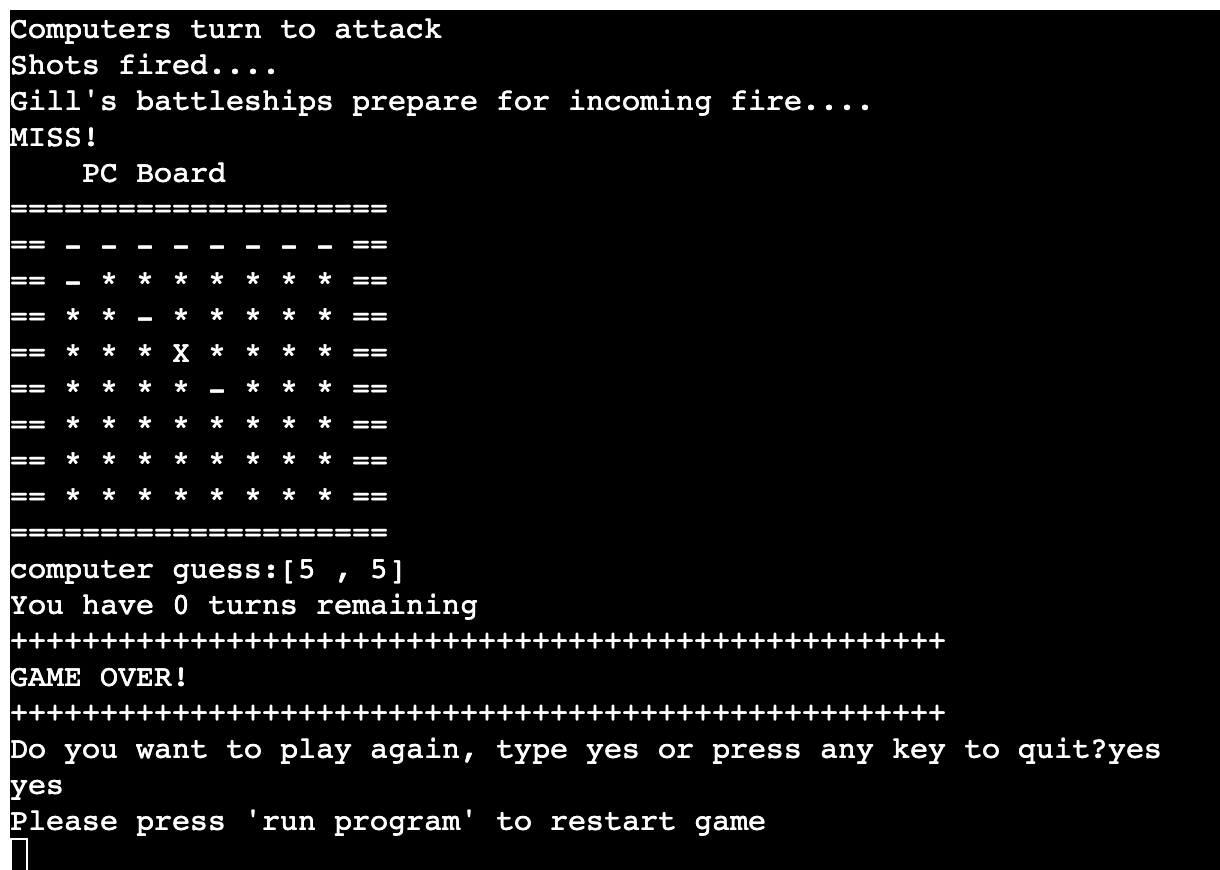 Computers turn to attack
Shots fired....
Gill's battleships prepare for incoming fire....
MISS!
    PC Board
=====================
== - - - - - - - - ==
== - * * * * * * * ==
== * * - * * * * * ==
== * * * X * * * * ==
== * * * * - * * * ==
== * * * * * * * * ==
== * * * * * * * * ==
== * * * * * * * * ==
=====================
computer guess:[5 , 5]
You have 0 turns remaining
++++++++++++++++++++++++++++++++++++++++++++++++++++
GAME OVER!
++++++++++++++++++++++++++++++++++++++++++++++++++++
Do you want to play again, type yes or press any key to quit?yes
yes
Please press 'run program' to restart game